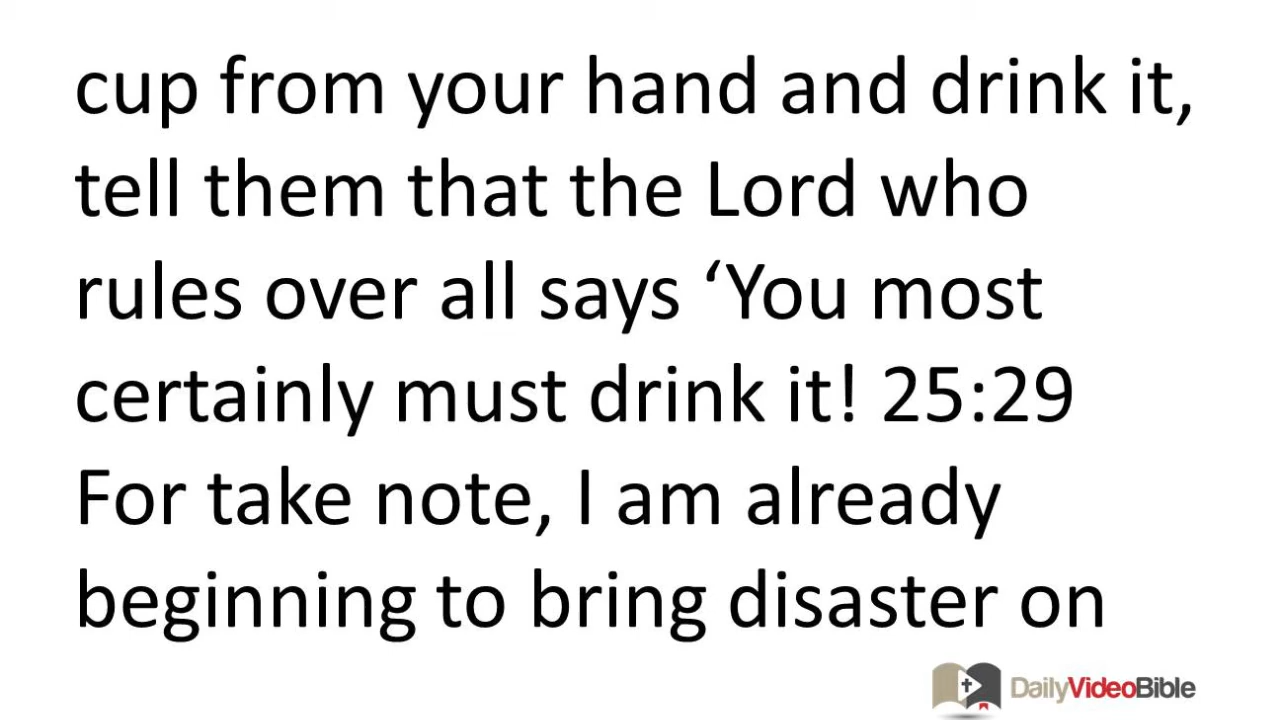 cup from your hand and drink it,
tell them that the Lord who
rules over all says ‘You most
certainly must drink it! 25:29
For take note, I am already
beginning to bring disaster on
DailyVideoBible